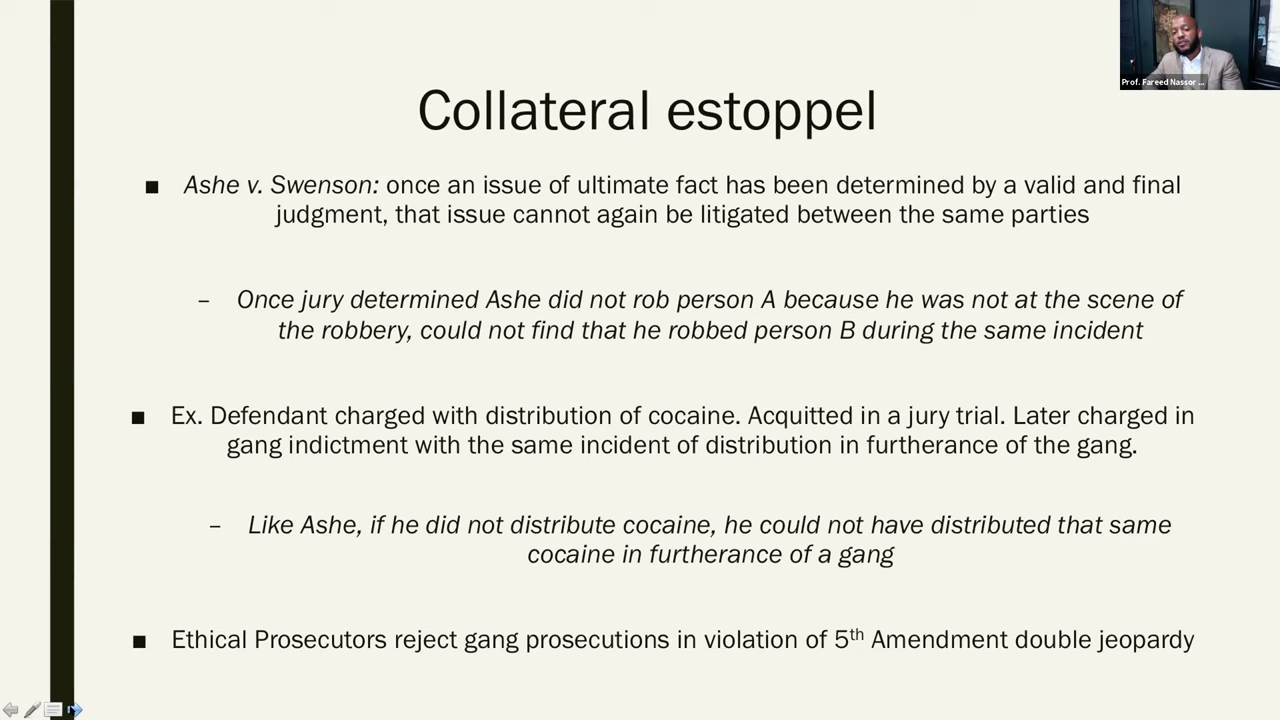 Prof. Fareed Nassor ...
Collateral estoppel
■ Ashe v. Swenson: once an issue of ultimate fact has been determined by a valid and final
judgment, that issue cannot again be litigated between the same parties
– Once jury determined Ashe did not rob person A because he was not at the scene of
the robbery, could not find that he robbed person B during the same incident
■ Ex. Defendant charged with distribution of cocaine. Acquitted in a jury trial. Later charged in
gang indictment with the same incident of distribution in furtherance of the gang.
– Like Ashe, if he did not distribute cocaine, he could not have distributed that same
cocaine in furtherance of a gang
■ Ethical Prosecutors reject gang prosecutions in violation of 5th Amendment double jeopardy